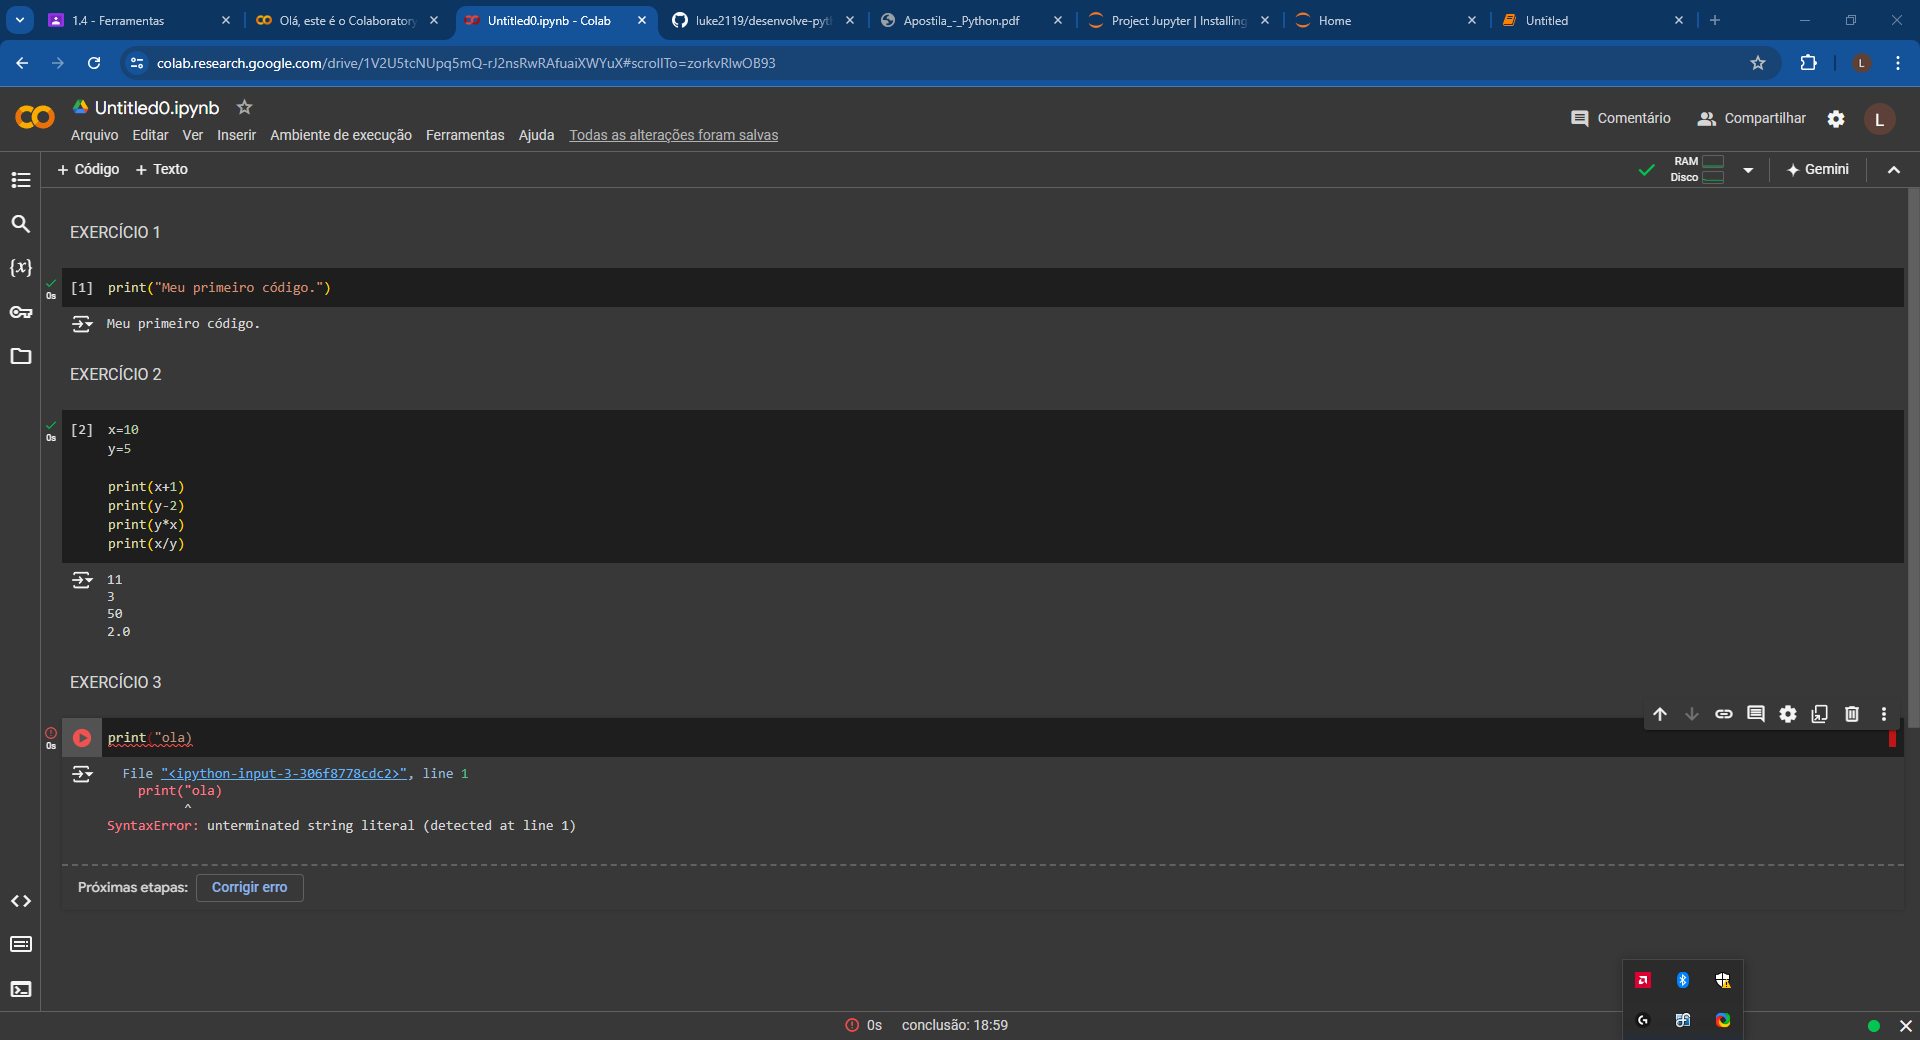 1.4 - Ferramentas
Olá, este é o Colaboratory
Untitled0.ipynb - Colab
luke2119/desenvolve-pyth
Apostila_-_Python.pdf
Project Jupyter | Installing
Home
Untitled
colab.research.google.com/drive/1V2U5tcNUpq5mQ-rJ2nsRwRAfuaiXWYuX#scrollTo=zorkvRlwOB93
L
CO
Untitled0.ipynb
Arquivo Editar Ver Inserir Ambiente de execução Ferramentas Ajuda Todas as alterações foram salvas
Comentário
Compartilhar
L
+ Código + Texto
RAM
Disco
Gemini
EXERCÍCIO 1
0s
[1] print("Meu primeiro código.")
Meu primeiro código.
EXERCÍCIO 2
0s
[2] x=10
y=5
print(x+1)
print(y-2)
print(y*x)
print(x/y)
11
3
50
2.0
EXERCÍCIO 3
0s
print("ola)
File "<ipython-input-3-306f8778cdc2>", line 1
print("ola)
^
SyntaxError: unterminated string literal (detected at line 1)
Próximas etapas: Corrigir erro
0s conclusão: 18:59